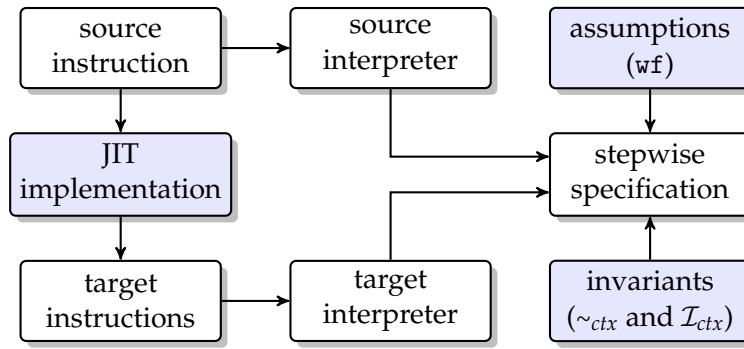 source
instruction
source
interpreter
assumptions
(wf)
JIT
implementation
stepwise
specification
target
instructions
target
interpreter
invariants
(~ctx and ℐctx)